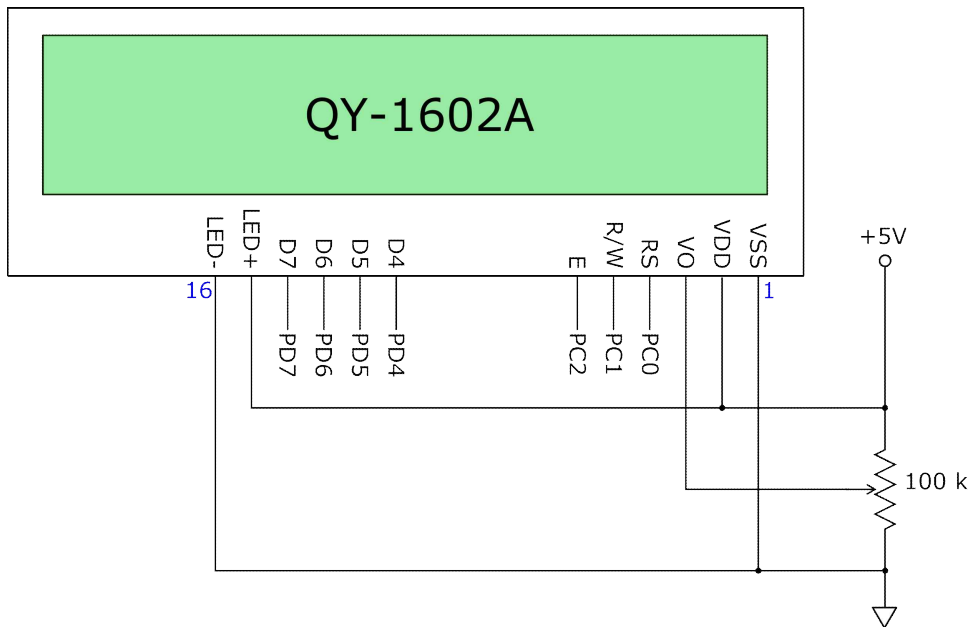 QY-1602A
LED-
LED+
D7
D6
D5
D4
E
R/W
RS
VO
VDD
VSS
+5V
16
1
PD7
PD6
PD5
PD4
PC2
PC1
PC0
100 k